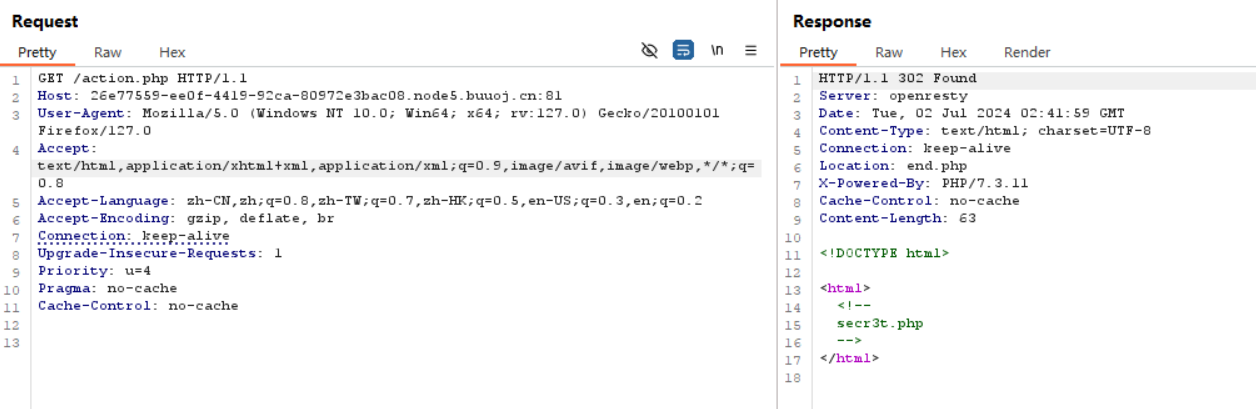 Request
Pretty Raw Hex \n
1 GET /action.php HTTP/1.1
2 Host: 26e77559-ee0f-4419-92ca-80972e3bac08.node5.buuoj.cn:81
3 User-Agent: Mozilla/5.0 (Windows NT 10.0; Win64; x64; rv:127.0) Gecko/20100101
Firefox/127.0
4 Accept:
text/html,application/xhtml+xml,application/xml;q=0.9,image/avif,image/webp,*/*;q=
0.8
5 Accept-Language: zh-CN,zh;q=0.8,zh-TW;q=0.7,zh-HK;q=0.5,en-US;q=0.3,en;q=0.2
6 Accept-Encoding: gzip, deflate, br
7 Connection: keep-alive
8 Upgrade-Insecure-Requests: 1
9 Priority: u=4
10 Pragma: no-cache
11 Cache-Control: no-cache
12
13
Response
Pretty Raw Hex Render
1 HTTP/1.1 302 Found
2 Server: openresty
3 Date: Tue, 02 Jul 2024 02:41:59 GMT
4 Content-Type: text/html; charset=UTF-8
5 Connection: keep-alive
6 Location: end.php
7 X-Powered-By: PHP/7.3.11
8 Cache-Control: no-cache
9 Content-Length: 63
10
11 <!DOCTYPE html>
12
13 <html>
14 <!--
15 secr3t.php
16 -->
17 </html>
18